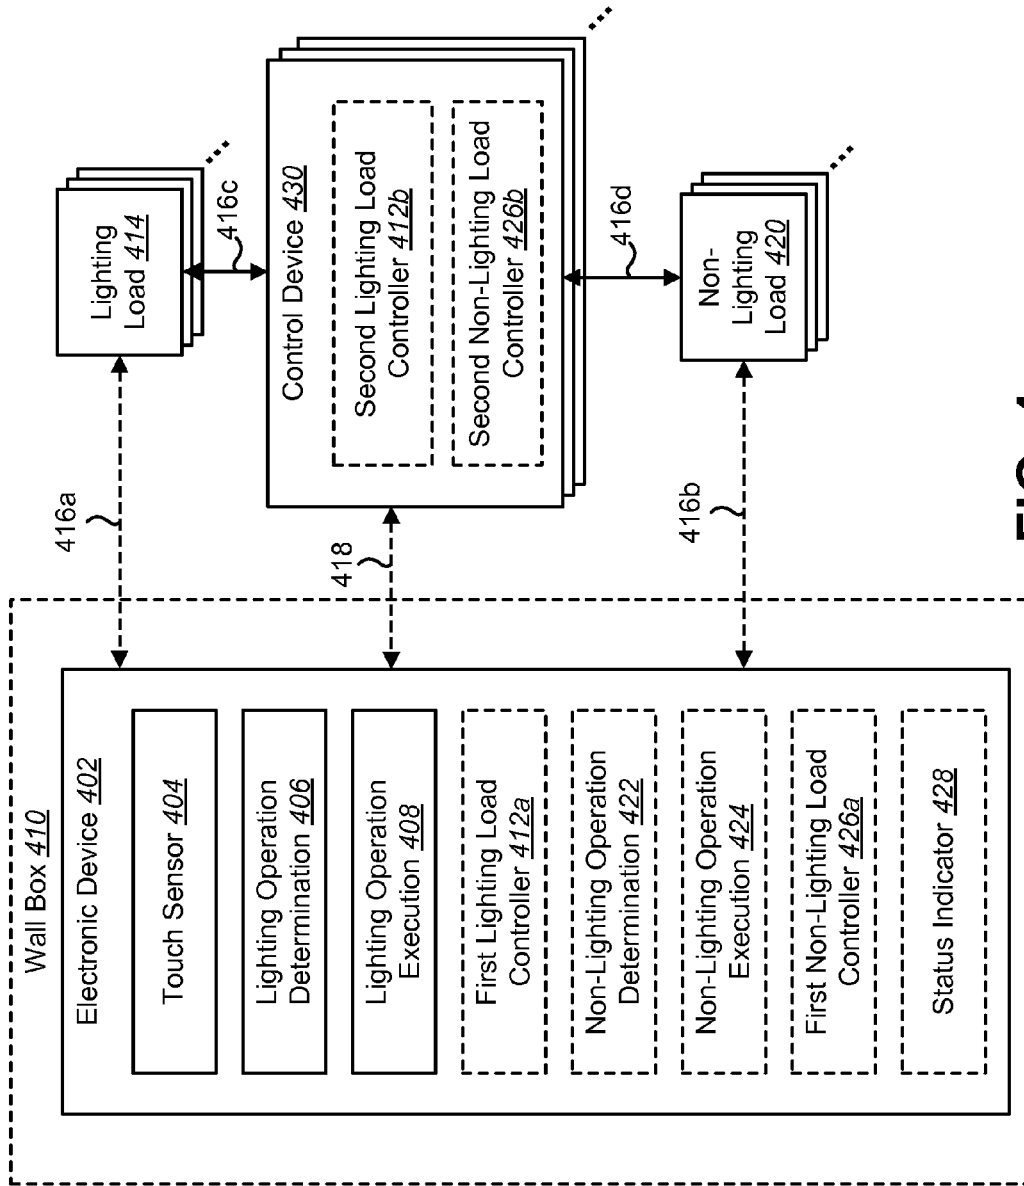 Wall Box 410
Electronic Device 402
Touch Sensor 404
Lighting Operation
Determination 406
Lighting Operation
Execution 408
First Lighting Load
Controller 412a
Non-Lighting Operation
Determination 422
Non-Lighting Operation
Execution 424
First Non-Lighting Load
Controller 426a
Status Indicator 428
416a
418
416b
Lighting
Load 414
416c
Control Device 430
Second Lighting Load
Controller 412b
Second Non-Lighting Load
Controller 426b
416d
Non-
Lighting
Load 420
FIG